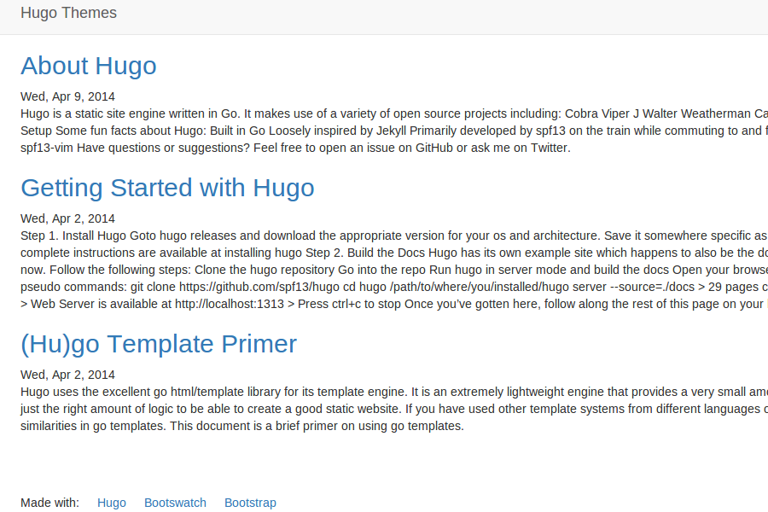 Hugo Themes
About Hugo
Wed, Apr 9, 2014
Hugo is a static site engine written in Go. It makes use of a variety of open source projects including: Cobra Viper J Walter Weatherman
Setup Some fun facts about Hugo: Built in Go Loosely inspired by Jekyll Primarily developed by spf13 on the train while commuting to and
spf13-vim Have questions or suggestions? Feel free to open an issue on GitHub or ask me on Twitter.
Getting Started with Hugo
Wed, Apr 2, 2014
Step 1. Install Hugo Goto hugo releases and download the appropriate version for your os and architecture. Save it somewhere specific as
complete instructions are available at installing hugo Step 2. Build the Docs Hugo has its own example site which happens to also be the
now. Follow the following steps: Clone the hugo repository Go into the repo Run hugo in server mode and build the docs Open your
pseudo commands: git clone https://github.com/spf13/hugo cd hugo /path/to/where/you/installed/hugo server --source=./docs > 29 pages
> Web Server is available at http://localhost:1313 > Press ctrl+c to stop Once you've gotten here, follow along the rest of this page on your
(Hu)go Template Primer
Wed, Apr 2, 2014
Hugo uses the excellent go html/template library for its template engine. It is an extremely lightweight engine that provides a very small
just the right amount of logic to be able to create a good static website. If you have used other template systems from different languages
similarities in go templates. This document is a brief primer on using go templates.
Made with: Hugo Bootswatch Bootstrap